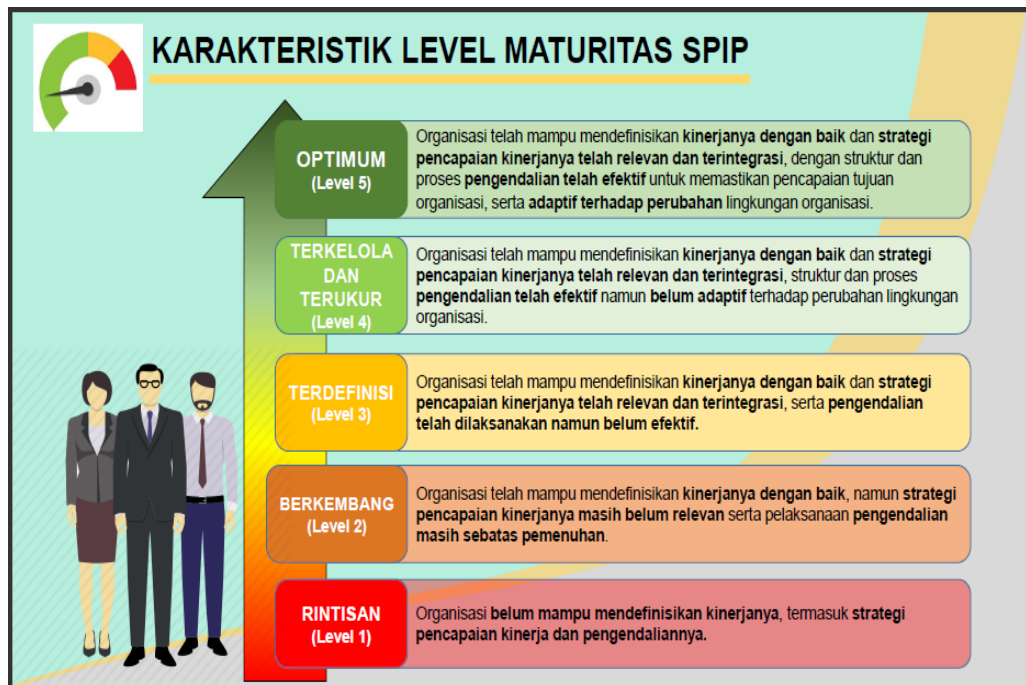 KARAKTERISTIK LEVEL MATURITAS SPIP
OPTIMUM
(Level 5)
Organisasi telah mampu mendefinisikan kinerjanya dengan baik dan strategi
pencapaian kinerjanya telah relevan dan terintegrasi, dengan struktur dan
proses pengendalian telah efektif untuk memastikan pencapaian tujuan
organisasi, serta adaptif terhadap perubahan lingkungan organisasi.
TERKELOLA
DAN
TERUKUR
(Level 4)
Organisasi telah mampu mendefinisikan kinerjanya dengan baik dan strategi
pencapaian kinerjanya telah relevan dan terintegrasi, struktur dan proses
pengendalian telah efektif namun belum adaptif terhadap perubahan lingkungan
organisasi.
TERDEFINISI
(Level 3)
Organisasi telah mampu mendefinisikan kinerjanya dengan baik dan strategi
pencapaian kinerjanya telah relevan dan terintegrasi, serta pengendalian
telah dilaksanakan namun belum efektif.
BERKEMBANG
(Level 2)
Organisasi telah mampu mendefinisikan kinerjanya dengan baik, namun strategi
pencapaian kinerjanya masih belum relevan serta pelaksanaan pengendalian
masih sebatas pemenuhan.
RINTISAN
(Level 1)
Organisasi belum mampu mendefinisikan kinerjanya, termasuk strategi
pencapaian kinerja dan pengendaliannya.